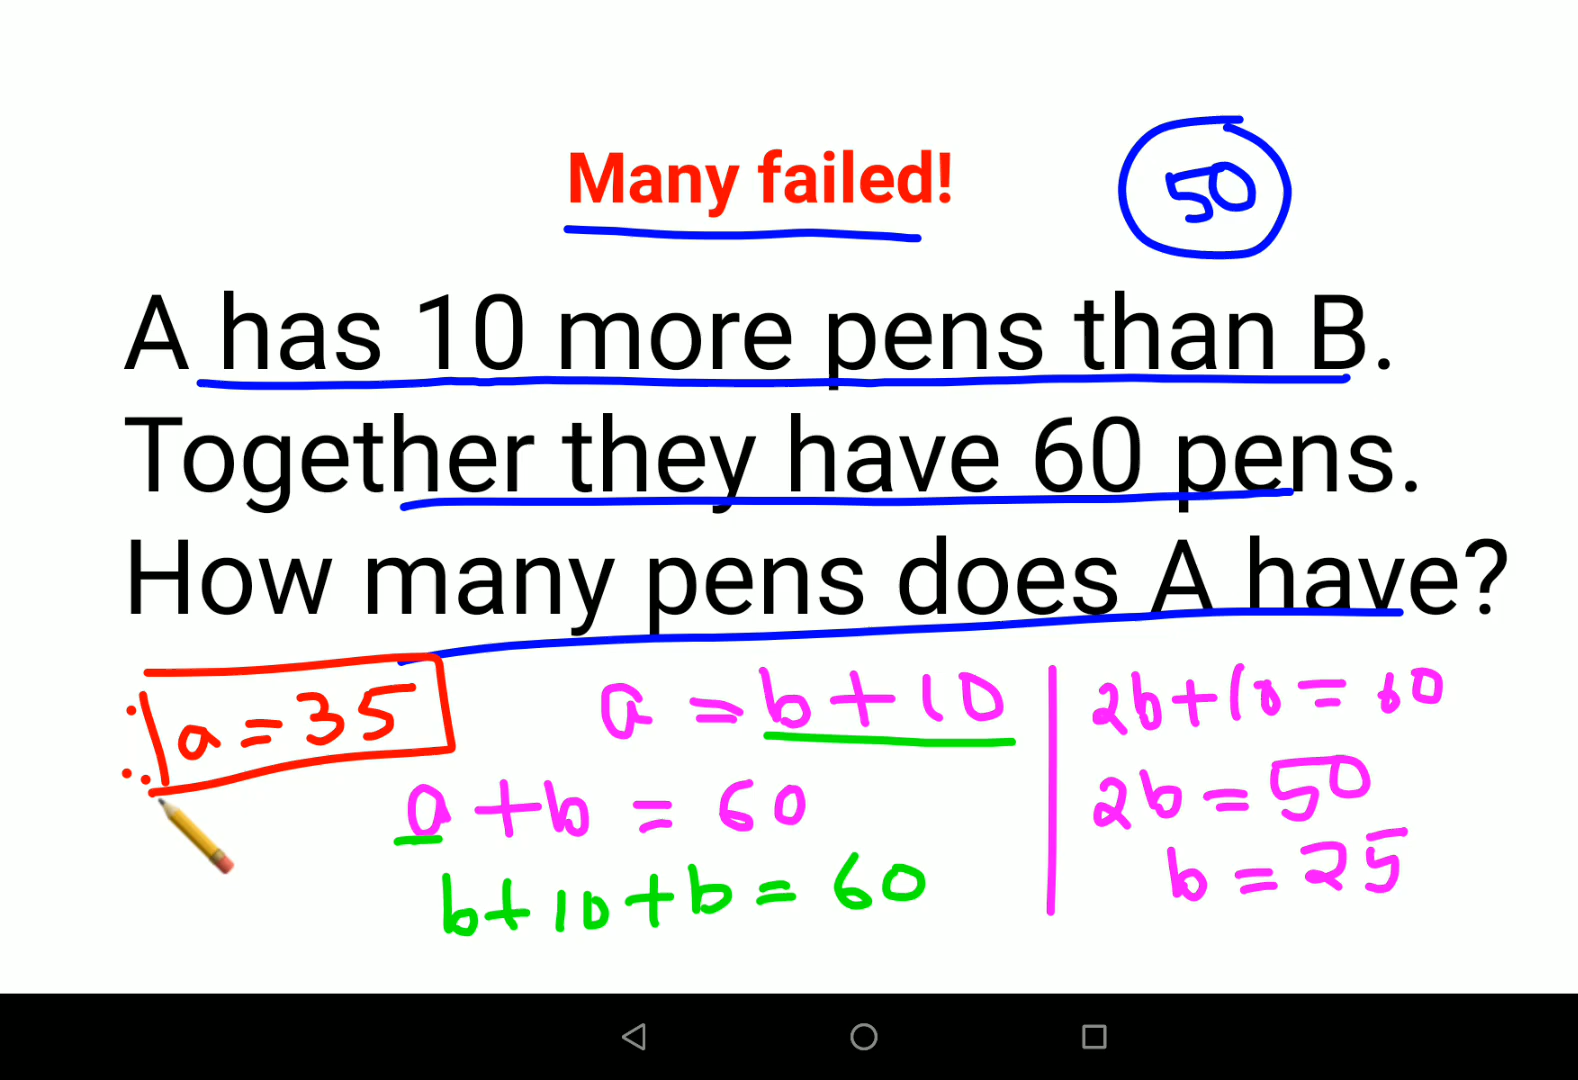 Many failed!
50
A has 10 more pens than B.
Together they have 60 pens.
How many pens does A have?
a = 35
a = b + 10
a + b = 60
b + 10 + b = 60
2b + 10 = 60
2b = 50
b = 25